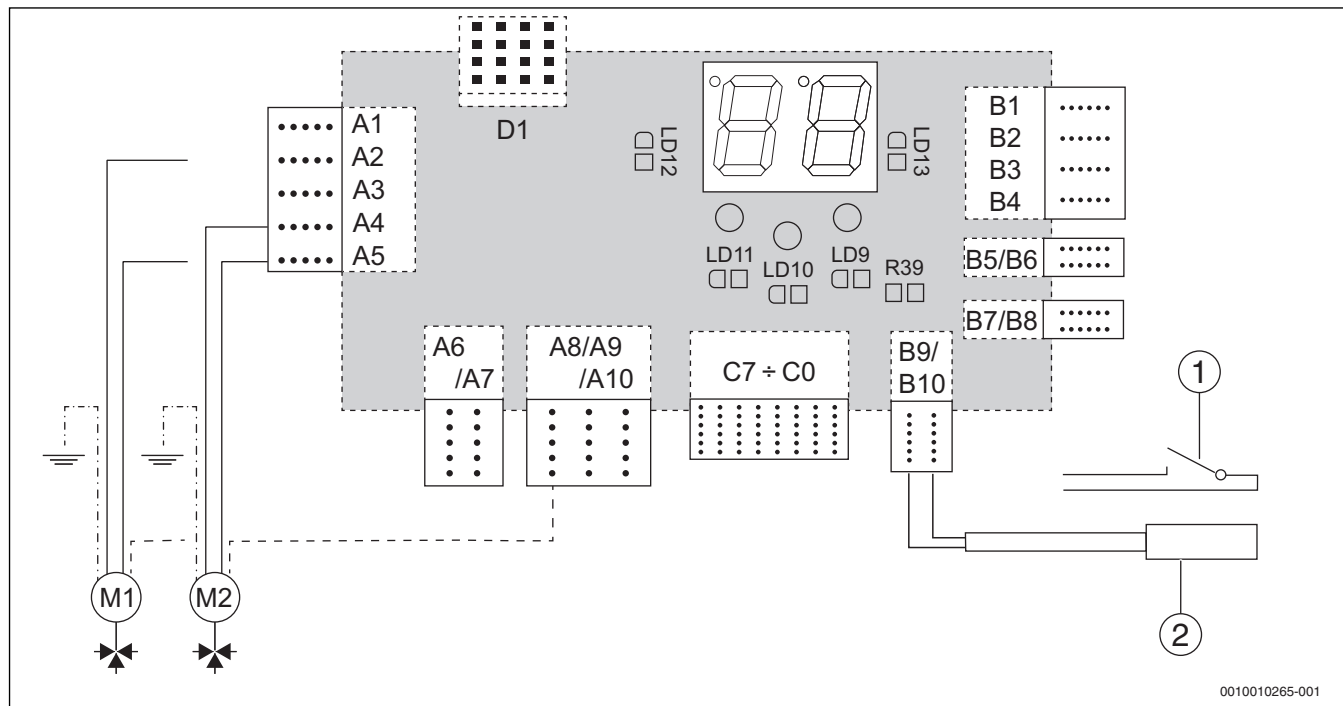 D1
A1
A2
A3
A4
A5
LD12
LD13
B1
B2
B3
B4
LD11
LD10
LD9
R39
B5/B6
B7/B8
A6
/A7
A8/A9
/A10
C7 ÷ C0
B9/
B10
1
M1
M2
2
0010010265-001